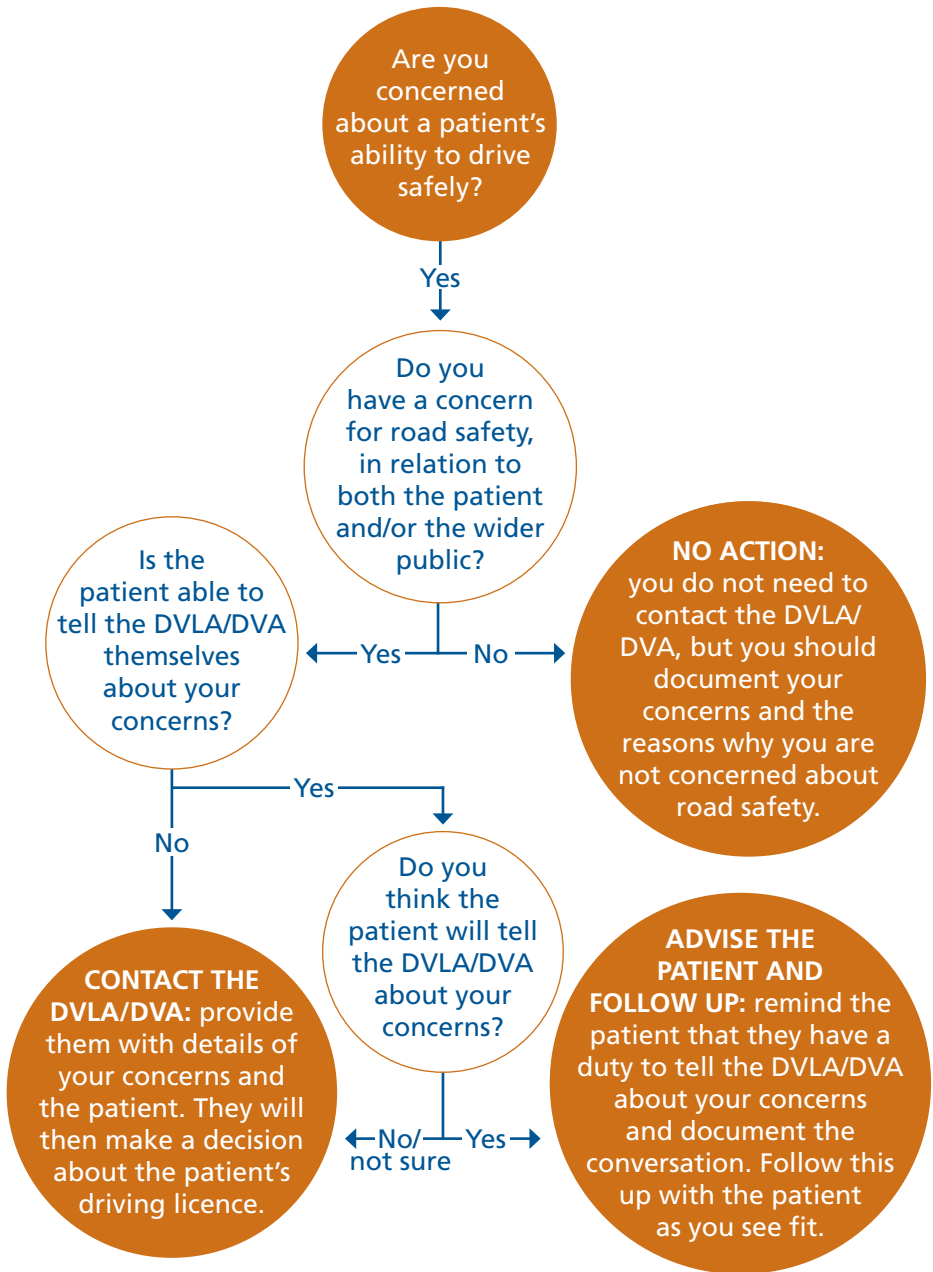 Are you
concerned
about a patient’s
ability to drive
safely?
Yes
Do you
have a concern
for road safety,
in relation to
both the patient
and/or the wider
public?
Yes
No
Is the
patient able to
tell the DVLA/DVA
themselves
about your
concerns?
NO ACTION:
you do not need to
contact the DVLA/
DVA, but you should
document your
concerns and the
reasons why you are
not concerned about
road safety.
Yes
No
Do you
think the
patient will tell
the DVLA/DVA
about your
concerns?
CONTACT THE
DVLA/DVA: provide
them with details of
your concerns and
the patient. They will
then make a decision
about the patient’s
driving licence.
No/
not sure
Yes
ADVISE THE
PATIENT AND
FOLLOW UP: remind the
patient that they have a
duty to tell the DVLA/DVA
about your concerns
and document the
conversation. Follow this
up with the patient
as you see fit.